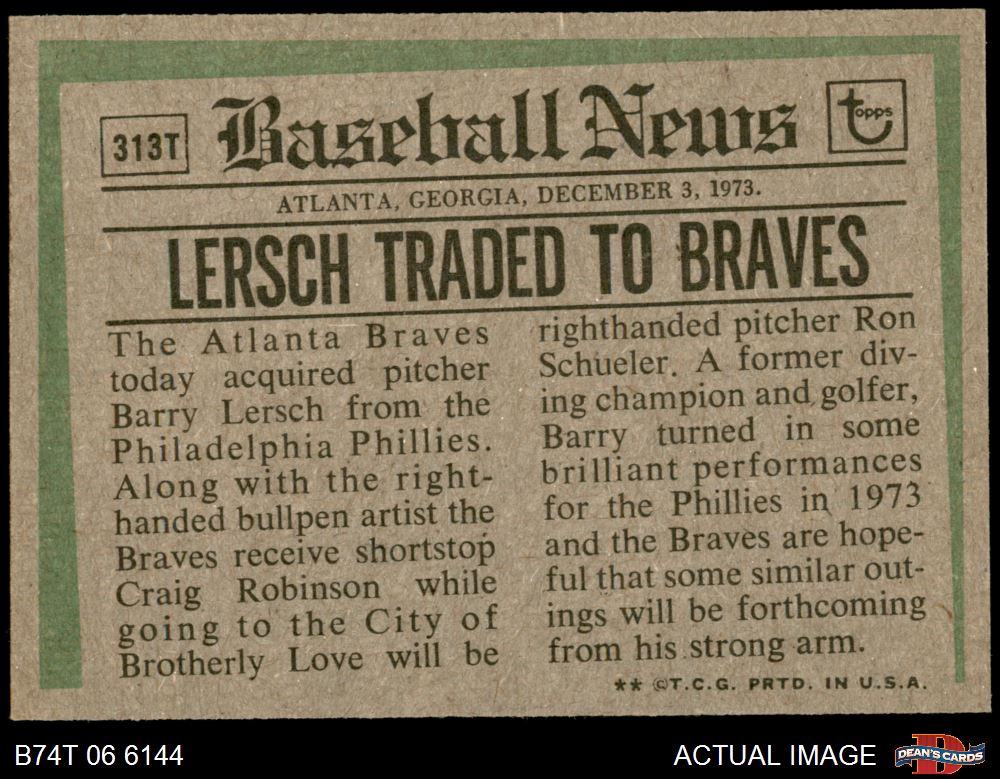 313T
Baseball News
topps
ATLANTA, GEORGIA, DECEMBER 3, 1973.
LERSCH TRADED TO BRAVES
The Atlanta Braves
today acquired pitcher
Barry Lersch from the
Philadelphia Phillies.
Along with the right-
handed bullpen artist the
Braves receive shortstop
Craig Robinson while
going to the City of
Brotherly Love will be
righthanded pitcher Ron
Schueler. A former div-
ing champion and golfer,
Barry turned in some
brilliant performances
for the Phillies in 1973
and the Braves are hope-
ful that some similar out-
ings will be forthcoming
from his strong arm.
** ©T.C.G. PRTD. IN U.S.A.
B74T 06 6144
ACTUAL IMAGE
D
DEAN'S CARDS